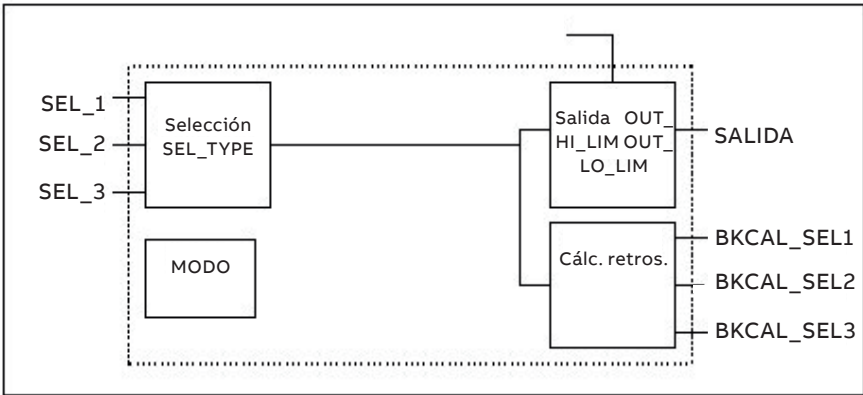 SEL_1
SEL_2
SEL_3
Selección
SEL_TYPE
MODO
Salida OUT_
HI_LIM OUT_
LO_LIM
SALIDA
Cálc. retros.
BKCAL_SEL1
BKCAL_SEL2
BKCAL_SEL3